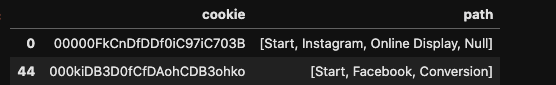 cookie path
0 00000FkCnDfDDf0iC97iC703B [Start, Instagram, Online Display, Null]
44 000kiDB3D0fCfDAohCDB3ohko [Start, Facebook, Conversion]